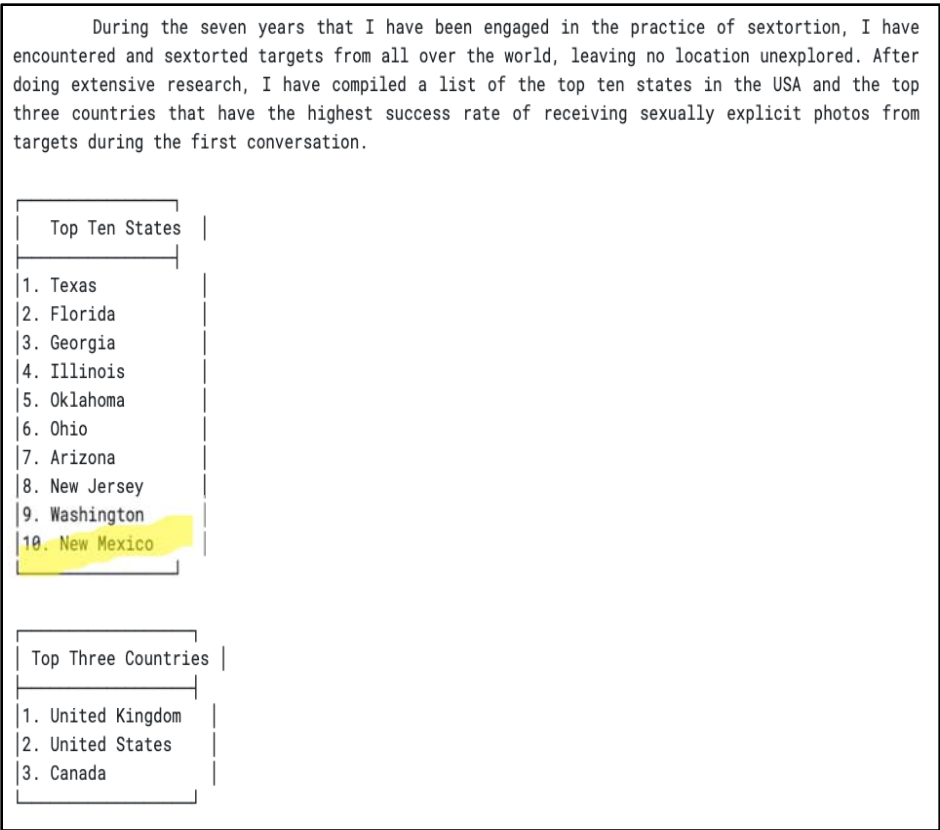 During the seven years that I have been engaged in the practice of sextortion, I have
encountered and sextorted targets from all over the world, leaving no location unexplored. After
doing extensive research, I have compiled a list of the top ten states in the USA and the top
three countries that have the highest success rate of receiving sexually explicit photos from
targets during the first conversation.
Top Ten States
1. Texas
2. Florida
3. Georgia
4. Illinois
5. Oklahoma
6. Ohio
7. Arizona
8. New Jersey
9. Washington
10. New Mexico
Top Three Countries
1. United Kingdom
2. United States
3. Canada